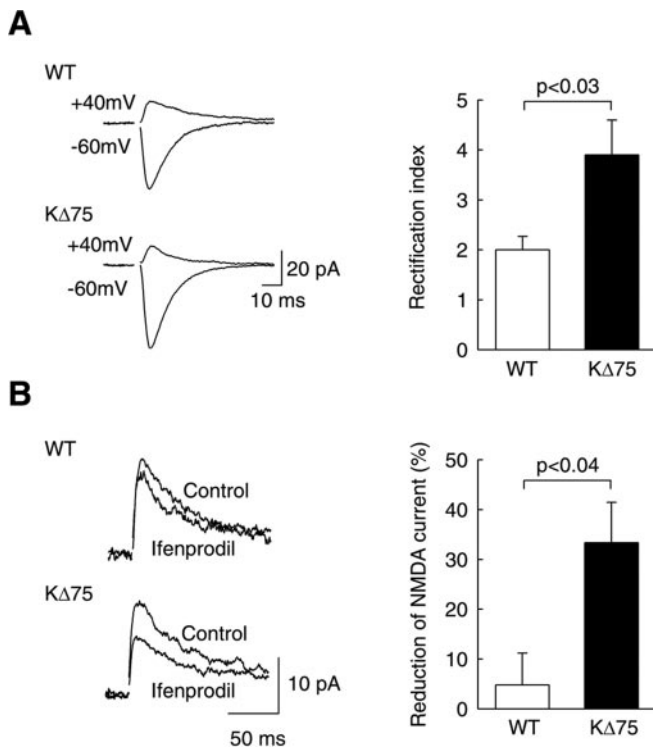 A
WT
+40mV
-60mV
KΔ75
+40mV
-60mV
20 pA
10 ms
p<0.03
Rectification index
5
4
3
2
1
0
WT
KΔ75
B
WT
Control
Ifenprodil
KΔ75
Control
Ifenprodil
10 pA
50 ms
p<0.04
Reduction of NMDA current (%)
50
40
30
20
10
0
WT
KΔ75